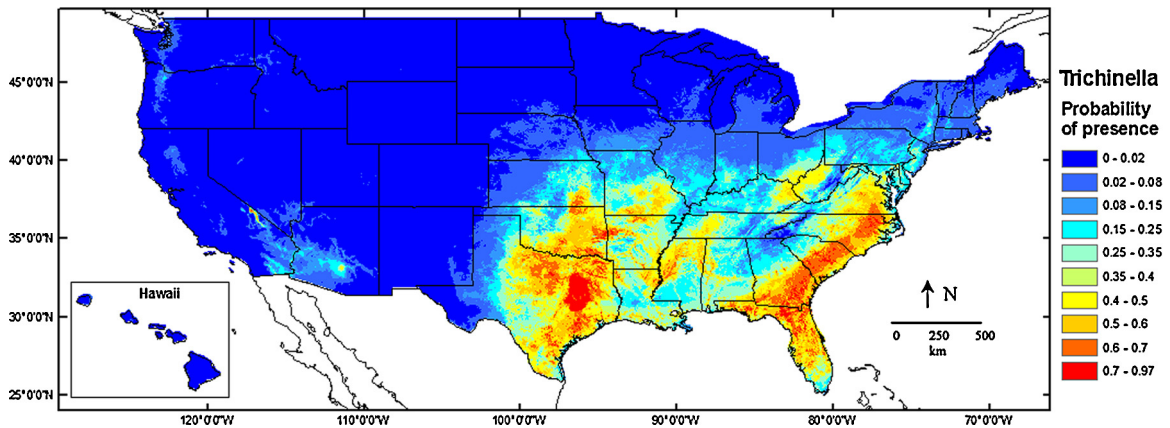 45°0'0"N
40°0'0"N
35°0'0"N
30°0'0"N
25°0'0"N
Hawaii
N
0 250 500
km
120°0'0"W
110°0'0"W
100°0'0"W
90°0'0"W
80°0'0"W
70°0'0"W
Trichinella
Probability
of presence
0 - 0.02
0.02 - 0.08
0.08 - 0.15
0.15 - 0.25
0.25 - 0.35
0.35 - 0.4
0.4 - 0.5
0.5 - 0.6
0.6 - 0.7
0.7 - 0.97